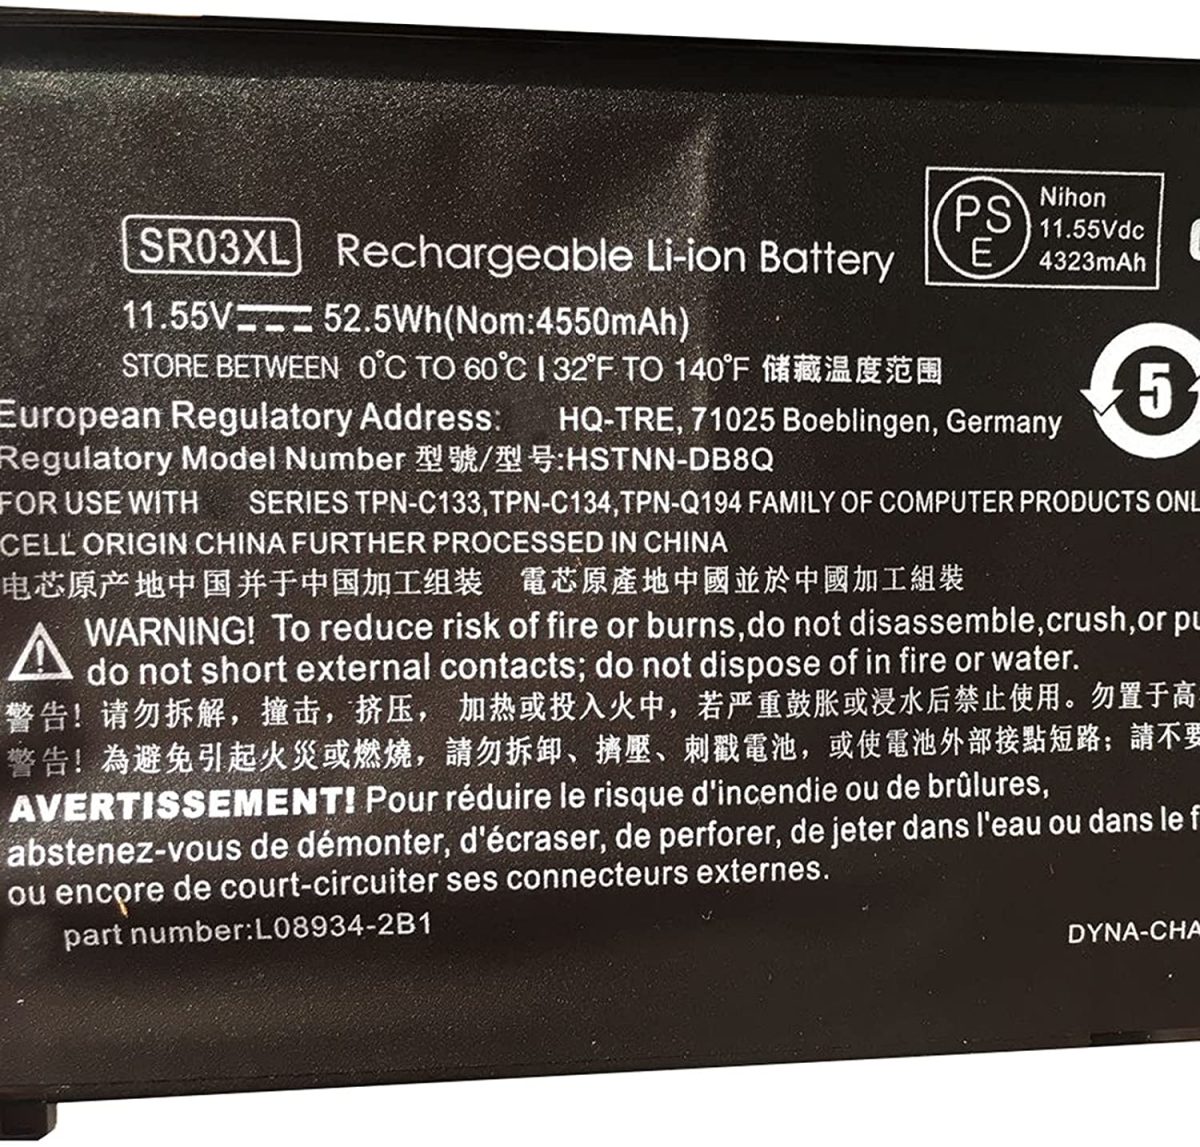 SR03XL Rechargeable Li-ion Battery
PS
E
Nihon
11.55Vdc
4323mAh
11.55V 52.5Wh(Nom:4550mAh)
STORE BETWEEN 0°C TO 60°C I 32°F TO 140°F 储藏温度范围
5
European Regulatory Address: HQ-TRE, 71025 Boeblingen, Germany
Regulatory Model Number 型號/型号:HSTNN-DB8Q
FOR USE WITH SERIES TPN-C133,TPN-C134,TPN-Q194 FAMILY OF COMPUTER PRODUCTS ONL
CELL ORIGIN CHINA FURTHER PROCESSED IN CHINA
电芯原产地中国并于中国加工组装 電芯原產地中國並於中國加工組裝
WARNING! To reduce risk of fire or burns,do not disassemble,crush,or pu
do not short external contacts; do not dispose of in fire or water.
警告! 请勿拆解，撞击，挤压， 加热或投入火中，若严重鼓胀或浸水后禁止使用。勿置于高
警告! 為避免引起火災或燃燒，請勿拆卸、擠壓、刺戳電池，或使電池外部接點短路；請不要
AVERTISSEMENT! Pour réduire le risque d'incendie ou de brûlures,
abstenez-vous de démonter, d'écraser, de perforer, de jeter dans l'eau ou dans le f
ou encore de court-circuiter ses connecteurs externes.
part number:L08934-2B1
DYNA-CHA